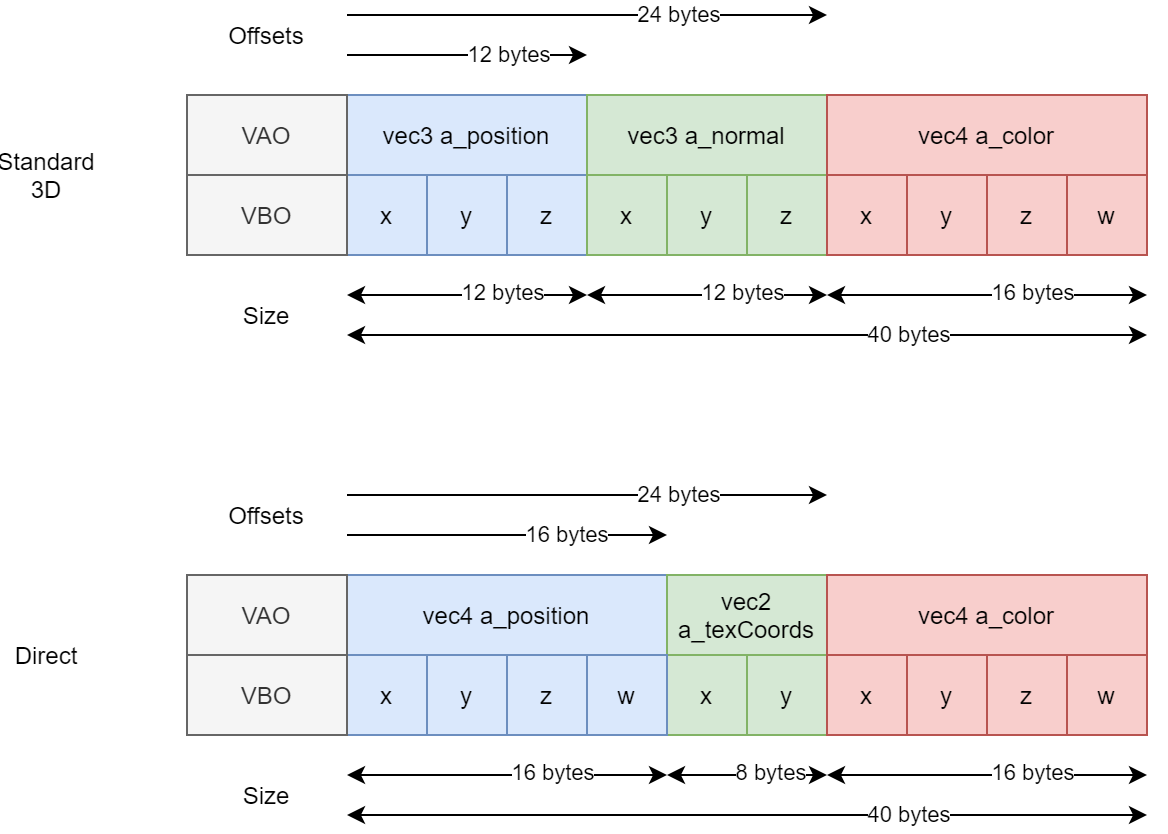 24 bytes
Offsets
12 bytes
VAO
vec3 a_position
vec3 a_normal
vec4 a_color
Standard
3D
VBO
x
y
z
x
y
z
x
y
z
w
12 bytes
12 bytes
16 bytes
Size
40 bytes
24 bytes
Offsets
16 bytes
VAO
vec4 a_position
vec2
a_texCoords
vec4 a_color
Direct
VBO
x
y
z
w
x
y
x
y
z
w
16 bytes
8 bytes
16 bytes
Size
40 bytes